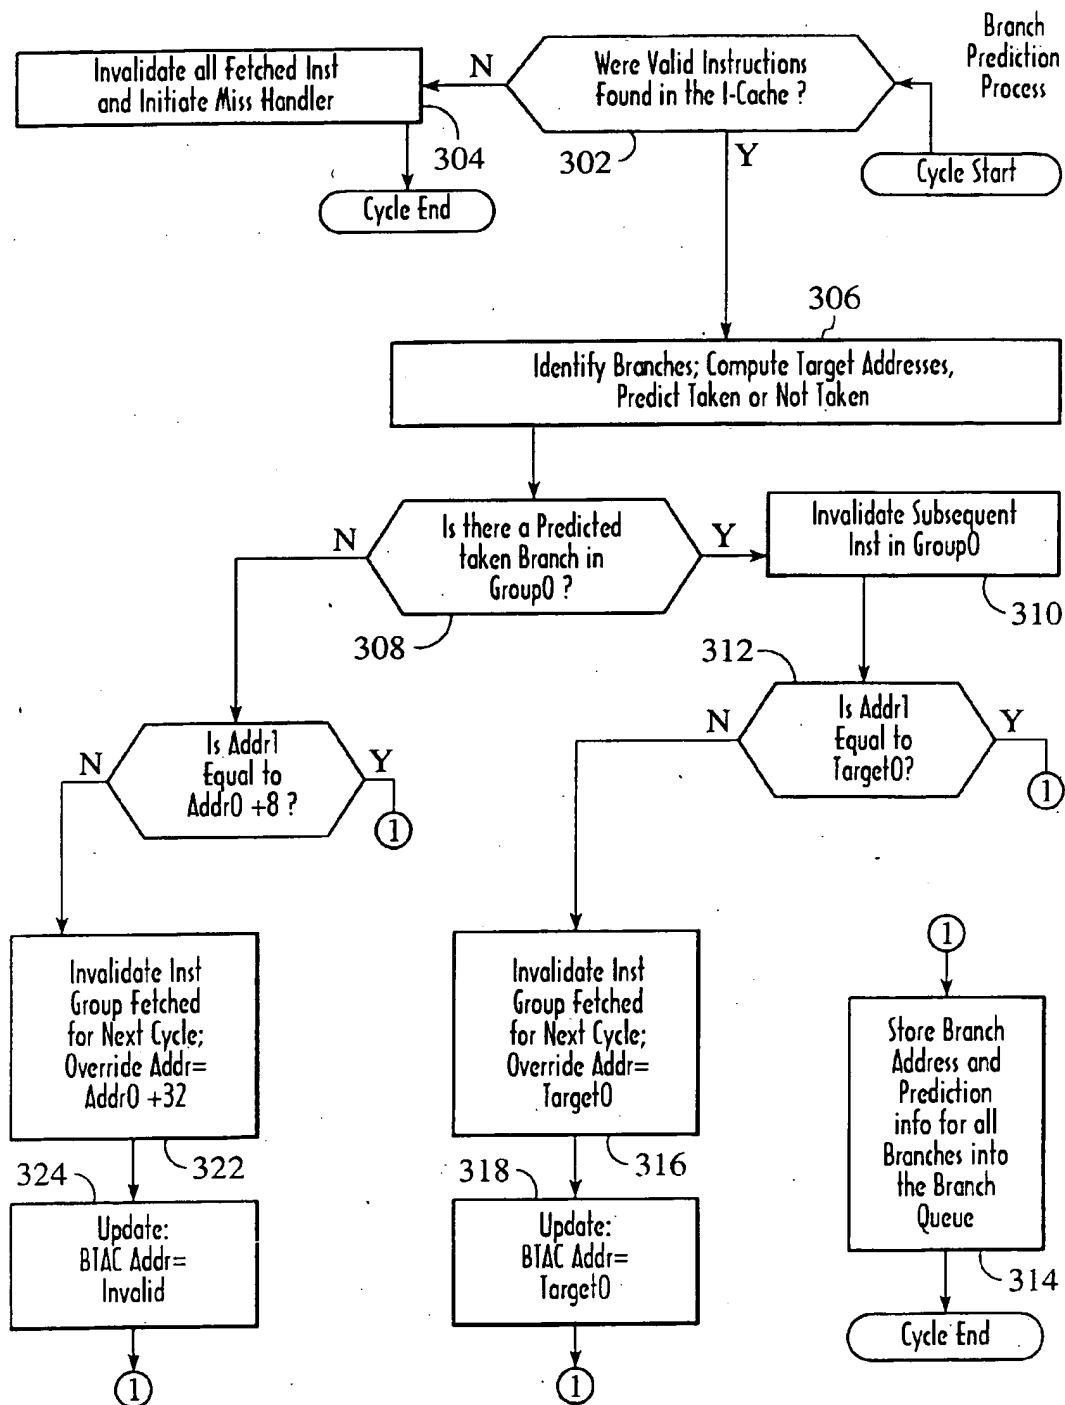 Branch
Prediction
Process
Cycle Start
Were Valid Instructions
Found in the I-Cache ?
302
N
Y
Invalidate all Fetched Inst
and Initiate Miss Handler
304
Cycle End
306
Identify Branches; Compute Target Addresses,
Predict Taken or Not Taken
Is there a Predicted
taken Branch in
Group0 ?
308
N
Y
Invalidate Subsequent
Inst in Group0
310
312
Is Addr1
Equal to
Target0?
N
Y
1
Is Addr1
Equal to
Addr0 +8 ?
N
Y
1
Invalidate Inst
Group Fetched
for Next Cycle;
Override Addr=
Addr0 +32
322
324
Update:
BTAC Addr=
Invalid
1
Invalidate Inst
Group Fetched
for Next Cycle;
Override Addr=
Target0
316
318
Update:
BTAC Addr=
Target0
1
1
Store Branch
Address and
Prediction
info for all
Branches into
the Branch
Queue
314
Cycle End